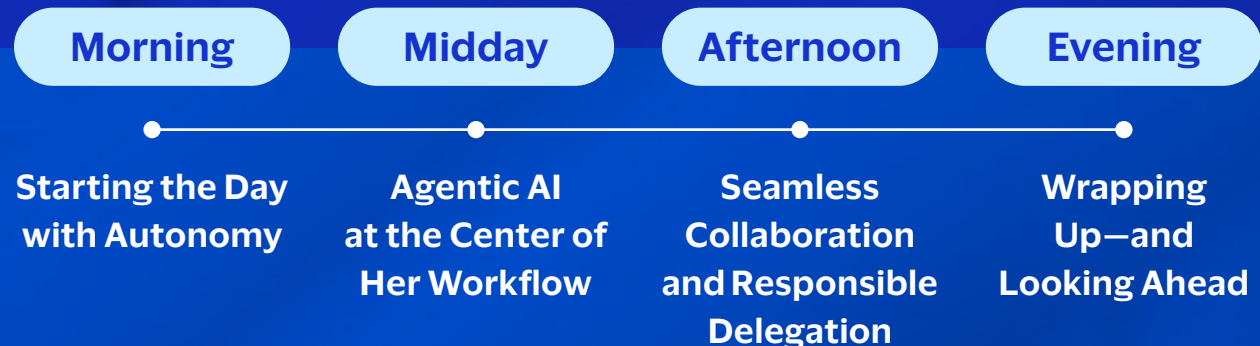 Morning
Midday
Afternoon
Evening
Starting the Day
with Autonomy
Agentic AI
at the Center of
Her Workflow
Seamless
Collaboration
and Responsible
Delegation
Wrapping
Up—and
Looking Ahead